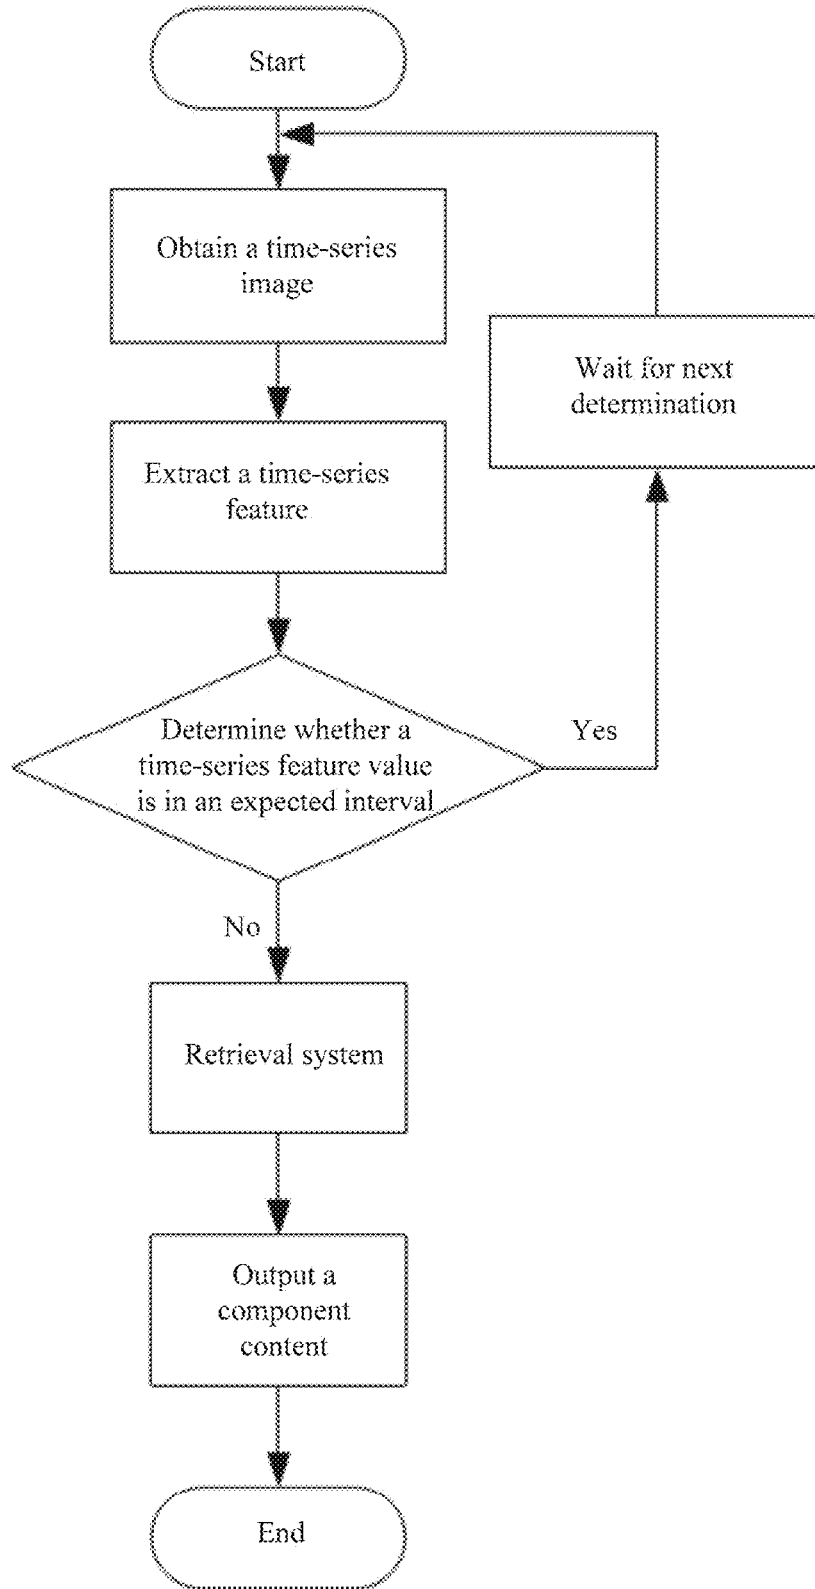 Start
Obtain a time-series
image
Wait for next
determination
Extract a time-series
feature
Determine whether a
time-series feature value
is in an expected interval
Yes
No
Retrieval system
Output a
component
content
End